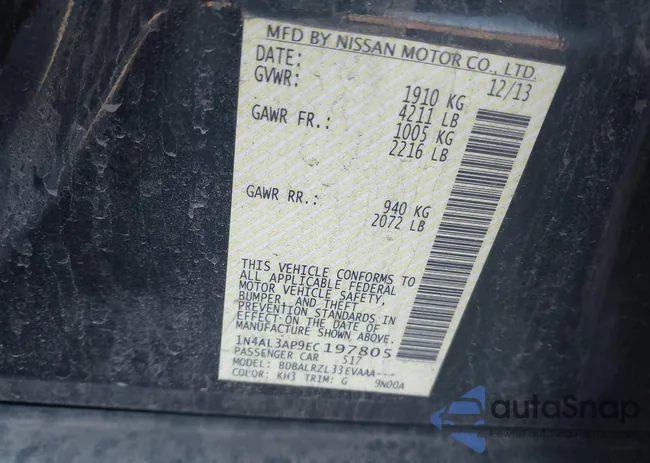 MFD BY NISSAN MOTOR CO., LTD.
DATE: 12/13
GVWR: 1910 KG
4211 LB
GAWR FR.: 1005 KG
2216 LB
GAWR RR.: 940 KG
2072 LB
THIS VEHICLE CONFORMS TO
ALL APPLICABLE FEDERAL
MOTOR VEHICLE SAFETY,
BUMPER, AND THEFT
PREVENTION STANDARDS IN
EFFECT ON THE DATE OF
MANUFACTURE SHOWN ABOVE.
1N4AL3AP9EC197805
PASSENGER CAR S17
MODEL: BDBALRZL33EVAAA---
COLOR: KH3 TRIM: G 9N00A
autoSnap